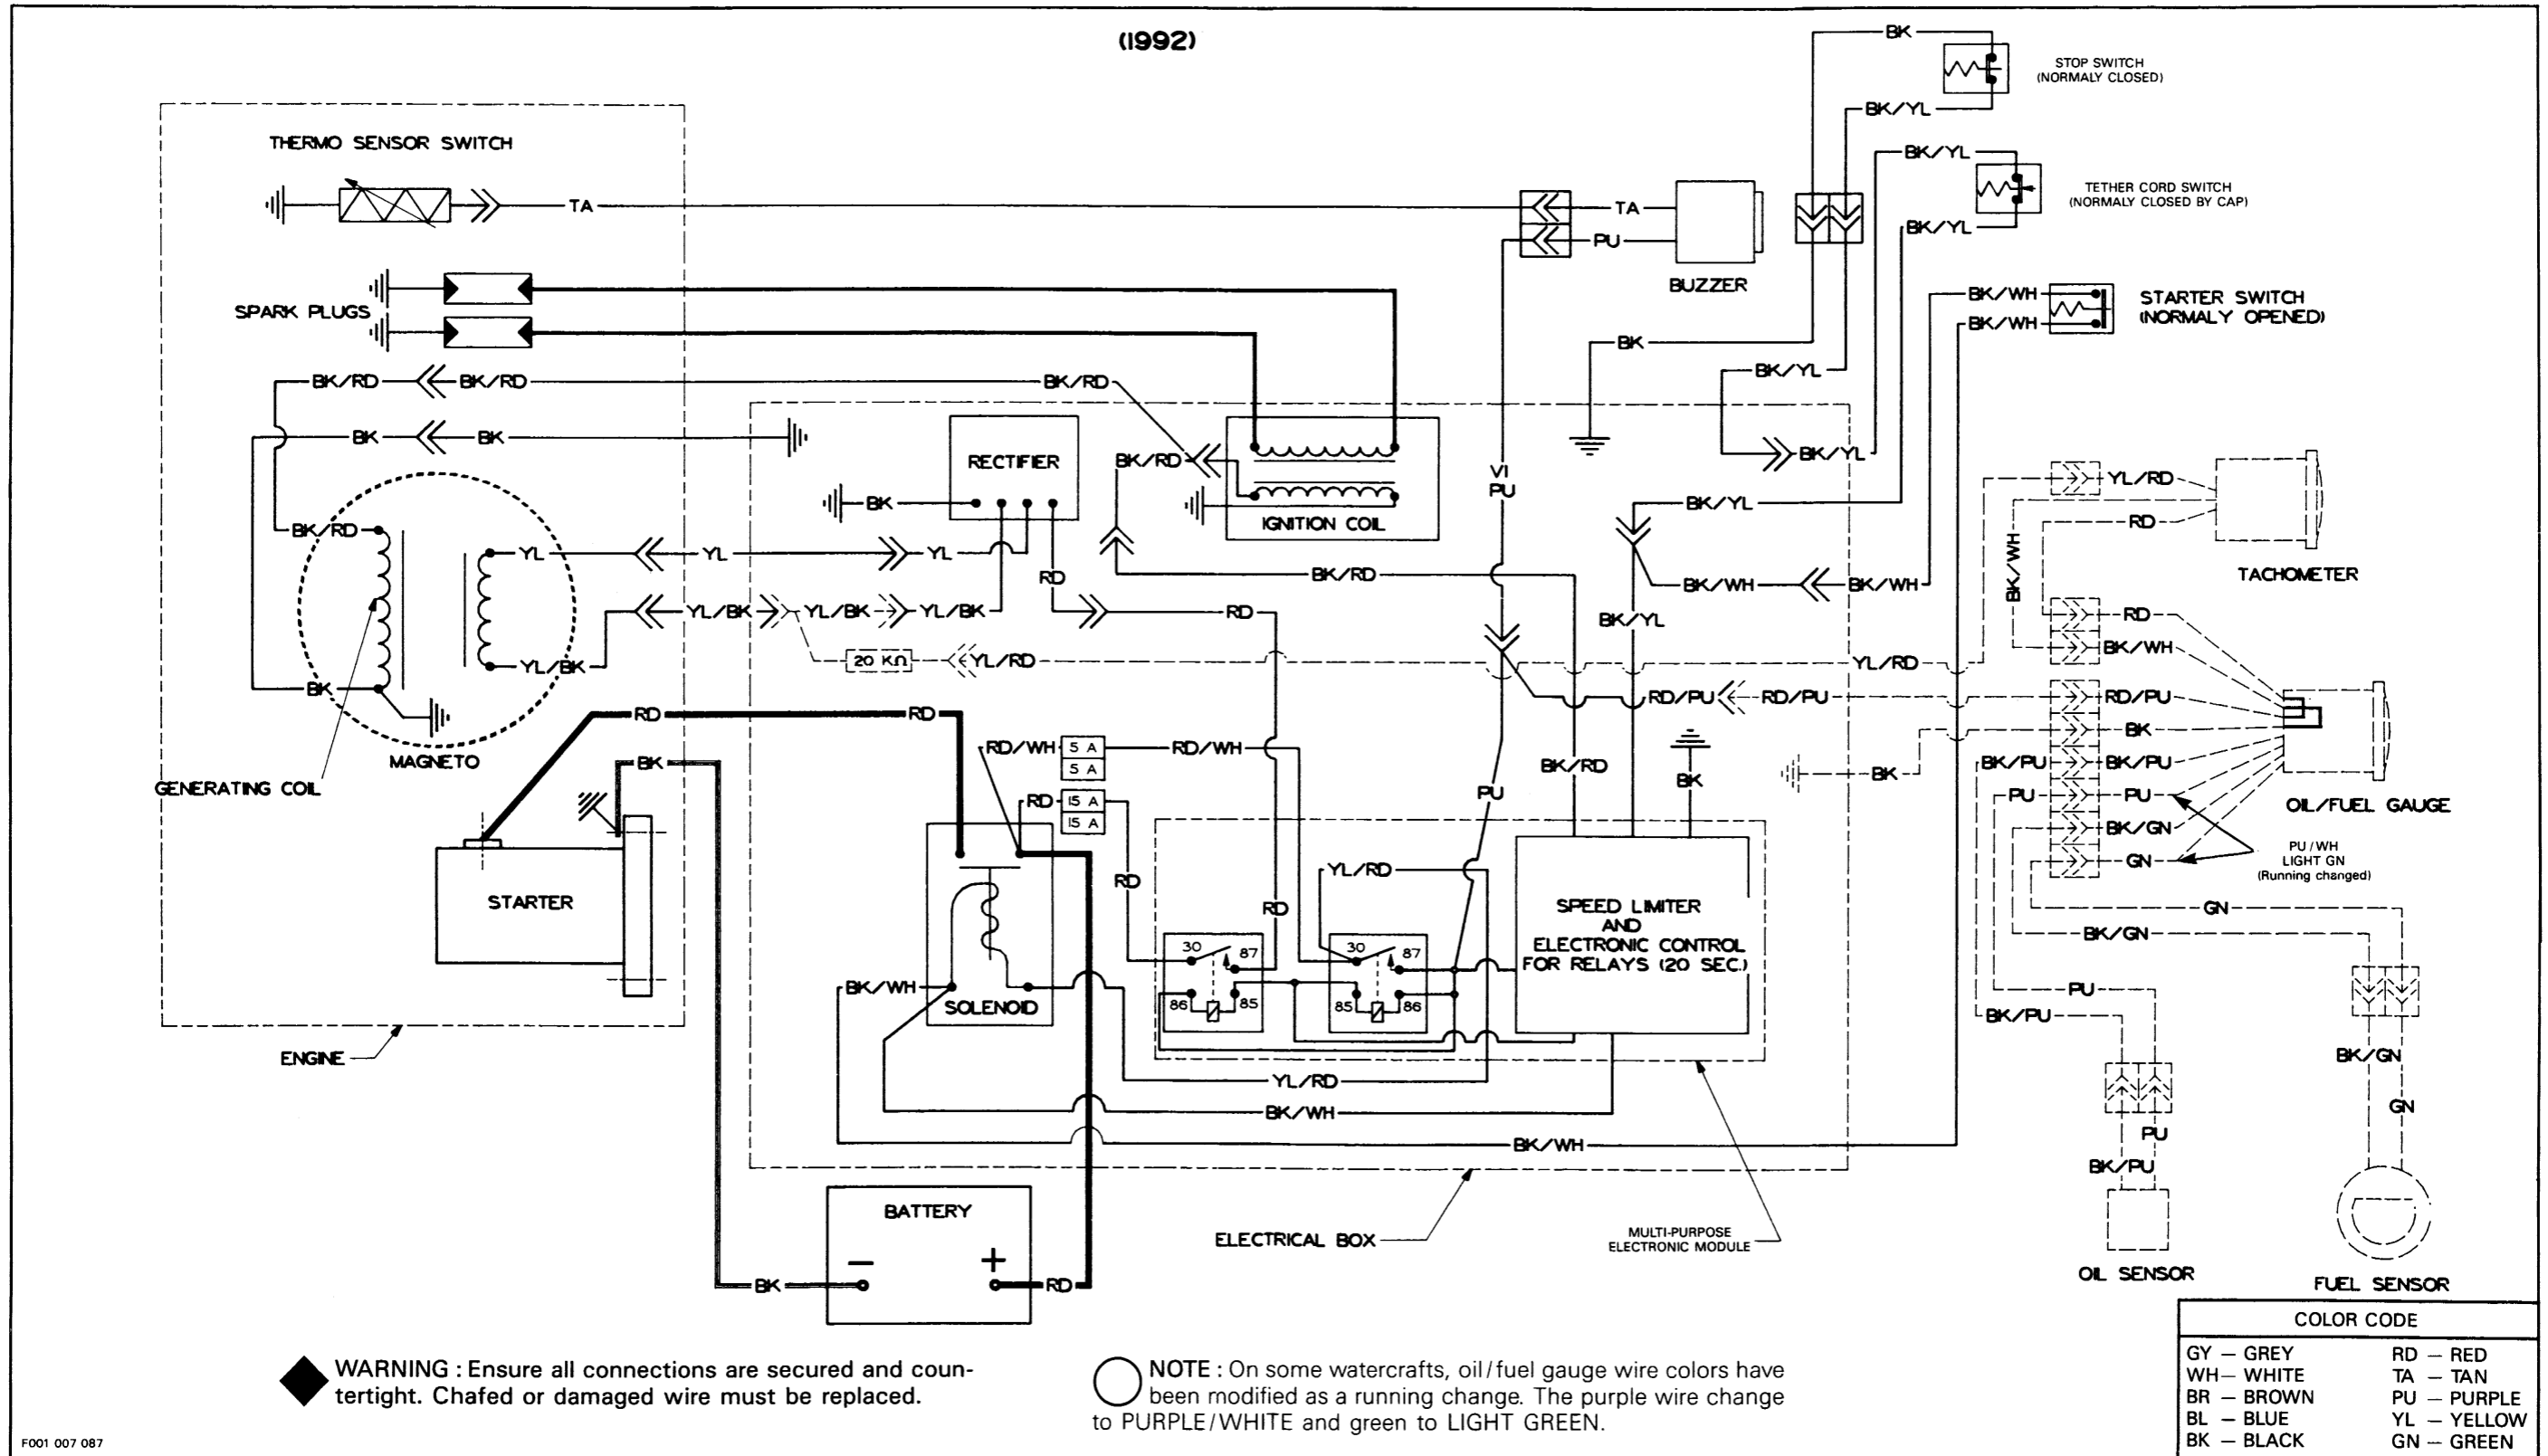 (1992)
BK
STOP SWITCH
(NORMALY CLOSED)
BK/YL
THERMO SENSOR SWITCH
BK/YL
TETHER CORD SWITCH
(NORMALY CLOSED BY CAP)
TA
TA
PU
BK/YL
BUZZER
SPARK PLUGS
BK/WH
STARTER SWITCH
(NORMALY OPENED)
BK/WH
BK
BK/YL
BK/RD
BK/RD
BK/RD
BK
BK
RECTIFIER
BK/RD
BK/YL
VI
PU
YL/RD
BK
BK/YL
IGNITION COIL
RD
BK/RD
YL
YL
YL
BK/WH
TACHOMETER
RD
BK/RD
BK/WH
BK/WH
YL/BK
YL/BK
YL/BK
RD
BK/YL
RD
BK/WH
20 KΩ
YL/RD
YL/RD
YL/BK
BK
RD/PU
RD/PU
RD/PU
RD
RD
BK
RD/WH
5 A
RD/WH
5 A
MAGNETO
BK
BK/RD
BK
BK
BK/PU
BK/PU
GENERATING COIL
RD
15 A
15 A
PU
PU
PU
OIL/FUEL GAUGE
BK/GN
PU/WH
LIGHT GN
(Running changed)
GN
YL/RD
RD
STARTER
RD
SPEED LIMITER
AND
ELECTRONIC CONTROL
FOR RELAYS (20 SEC.)
GN
BK/GN
30
87
30
87
BK/WH
SOLENOID
86
85
85
86
PU
BK/PU
ENGINE
BK/GN
YL/RD
BK/WH
GN
BK/WH
PU
BK/PU
BATTERY
− +
BK
RD
ELECTRICAL BOX
MULTI-PURPOSE
ELECTRONIC MODULE
OIL SENSOR
FUEL SENSOR
WARNING : Ensure all connections are secured and coun-
tertight. Chafed or damaged wire must be replaced.
NOTE : On some watercrafts, oil/fuel gauge wire colors have
been modified as a running change. The purple wire change
to PURPLE/WHITE and green to LIGHT GREEN.
COLOR CODE
GY — GREY RD — RED
WH — WHITE TA — TAN
BR — BROWN PU — PURPLE
BL — BLUE YL — YELLOW
BK — BLACK GN — GREEN
F001 007 087